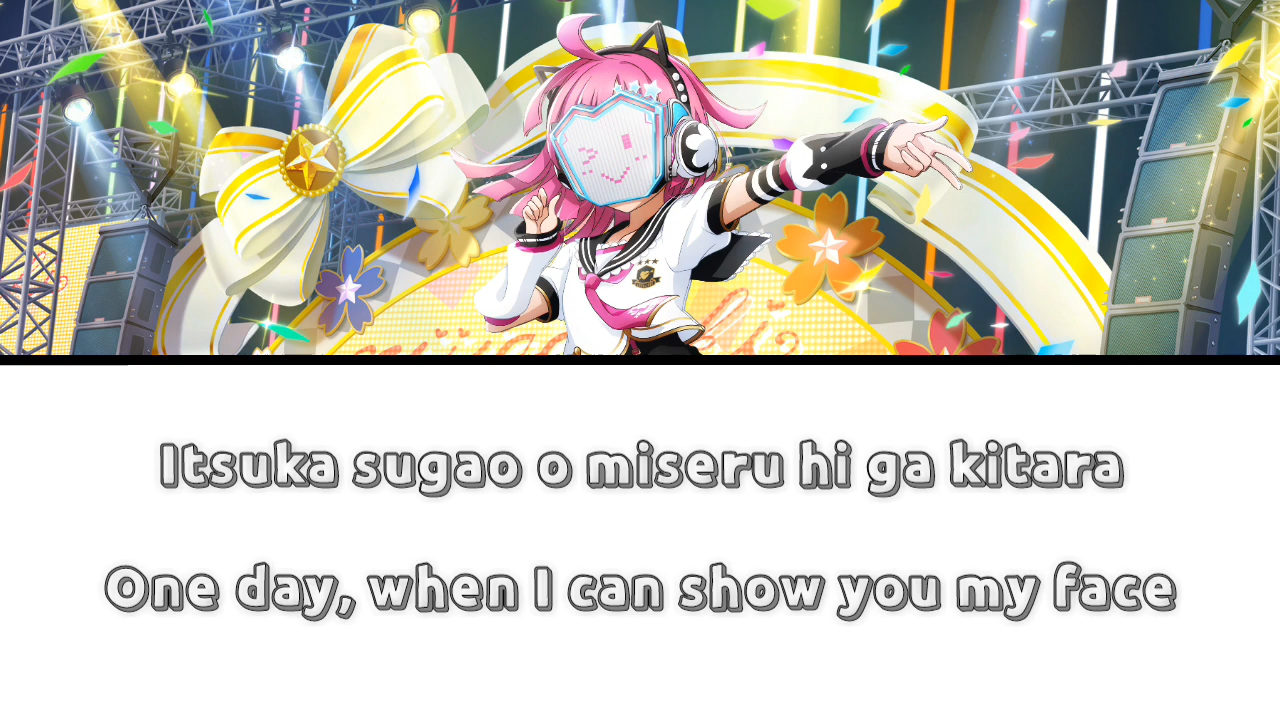 Itsuka sugao o miseru hi ga kitara
One day, when I can show you my face